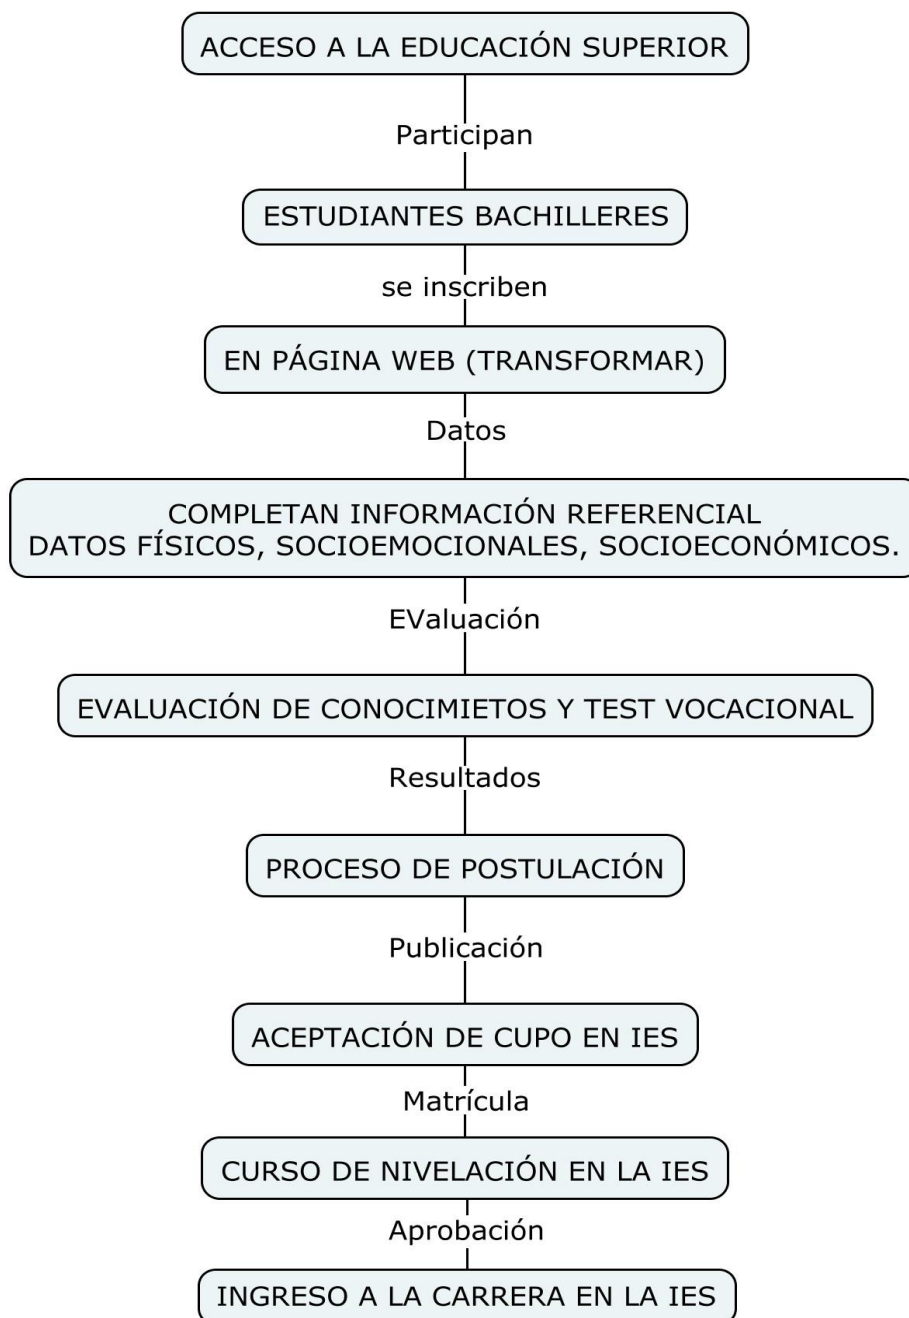 ACCESO A LA EDUCACIÓN SUPERIOR
Participan
ESTUDIANTES BACHILLERES
se inscriben
EN PÁGINA WEB (TRANSFORMAR)
Datos
COMPLETAN INFORMACIÓN REFERENCIAL
DATOS FÍSICOS, SOCIOEMOCIONALES, SOCIOECONÓMICOS.
EValuación
EVALUACIÓN DE CONOCIMIETOS Y TEST VOCACIONAL
Resultados
PROCESO DE POSTULACIÓN
Publicación
ACEPTACIÓN DE CUPO EN IES
Matrícula
CURSO DE NIVELACIÓN EN LA IES
Aprobación
INGRESO A LA CARRERA EN LA IES